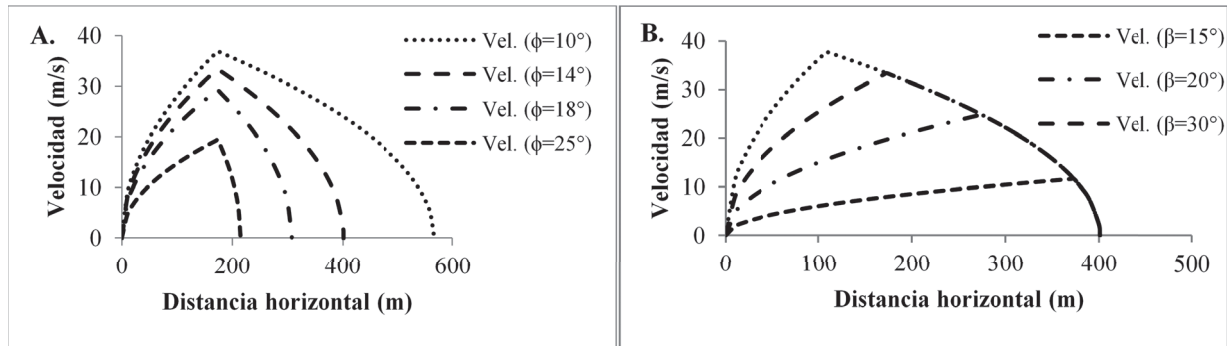 A.
Velocidad (m/s)
40
30
20
10
0
0 200 400 600
Distancia horizontal (m)
Vel. (ϕ=10°)
Vel. (ϕ=14°)
Vel. (ϕ=18°)
Vel. (ϕ=25°)
B.
Velocidad (m/s)
40
30
20
10
0
0 100 200 300 400 500
Distancia horizontal (m)
Vel. (β=15°)
Vel. (β=20°)
Vel. (β=30°)